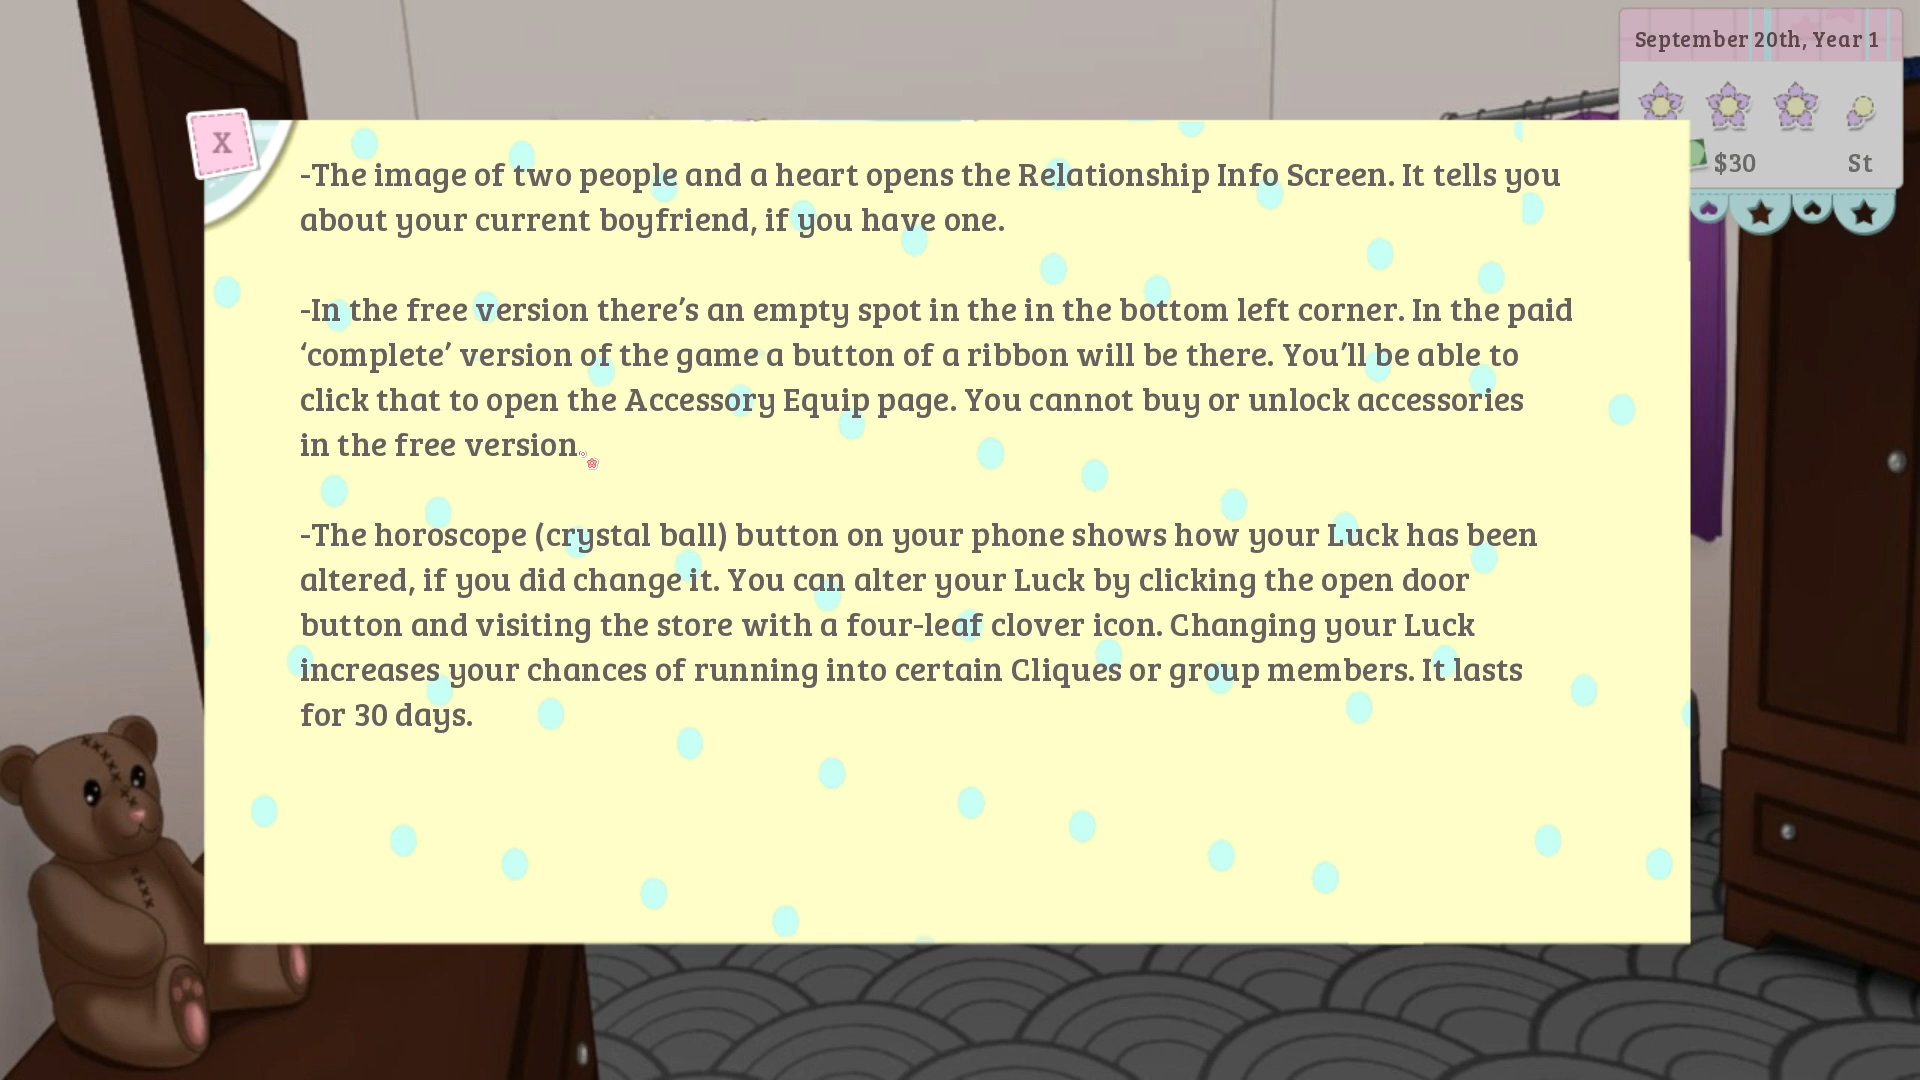 September 20th, Year 1
$30 St
X
-The image of two people and a heart opens the Relationship Info Screen. It tells you
about your current boyfriend, if you have one.
-In the free version there’s an empty spot in the in the bottom left corner. In the paid
‘complete’ version of the game a button of a ribbon will be there. You’ll be able to
click that to open the Accessory Equip page. You cannot buy or unlock accessories
in the free version.
-The horoscope (crystal ball) button on your phone shows how your Luck has been
altered, if you did change it. You can alter your Luck by clicking the open door
button and visiting the store with a four-leaf clover icon. Changing your Luck
increases your chances of running into certain Cliques or group members. It lasts
for 30 days.